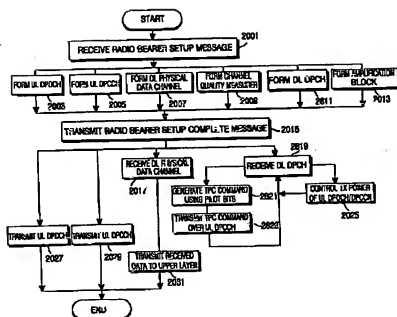 START
RECEIVE RADIO BEARER SETUP MESSAGE
2001
FORM UL DPDCH
2003
FORM UL DPCCH
2005
FORM DL PHYSICAL
DATA CHANNEL
2007
FORM CHANNEL
QUALITY MEASURER
2009
FORM DL DPCH
2011
FORM AMPLIFICATION
BLOCK
2013
TRANSMIT RADIO BEARER SETUP COMPLETE MESSAGE
2015
RECEIVE DL PHYSICAL
DATA CHANNEL
2017
RECEIVE DL DPCH
2019
GENERATE TPC COMMAND
USING PILOT BITS
2021
CONTROL TX POWER
OF UL DPDCH/DPCCH
2025
TRANSMIT TPC COMMAND
OVER UL DPCCH
2023
TRANSMIT UL DPCCH
2027
TRANSMIT UL DPDCH
2029
TRANSMIT RECEIVED
DATA TO UPPER LAYER
2031
END